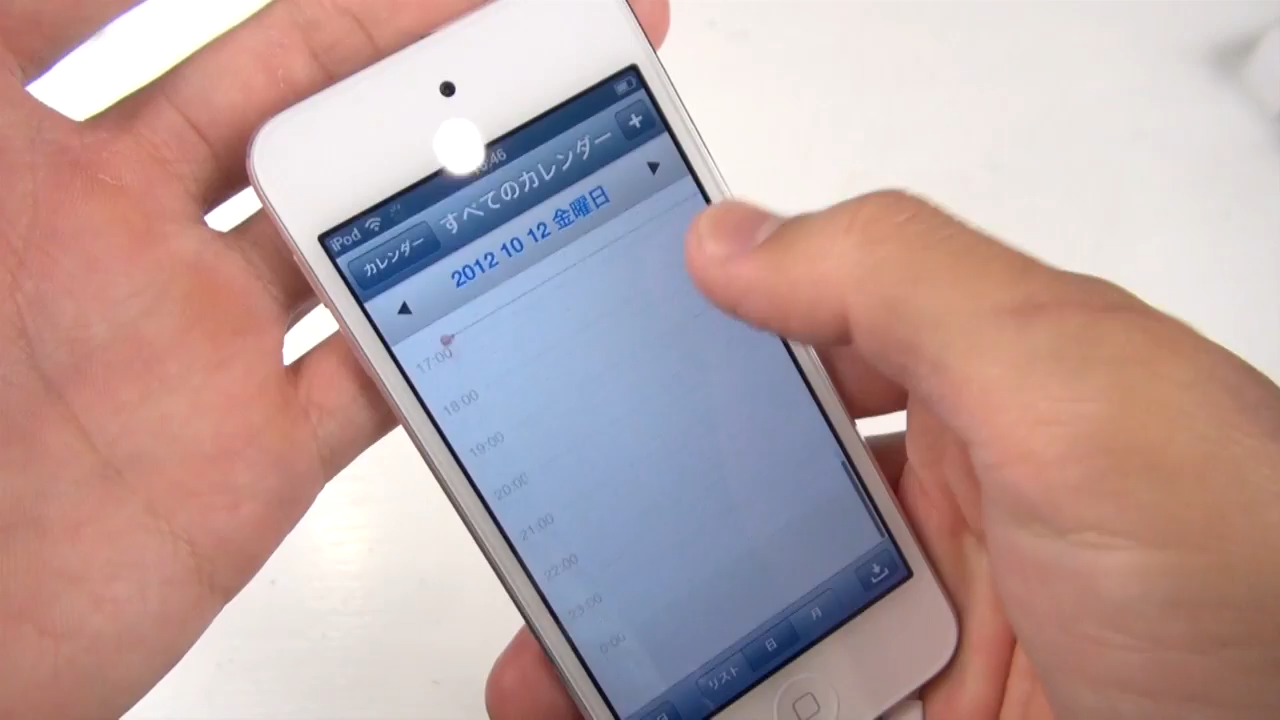 iPod
すべてのカレンダー
+
カレンダー
2012 10 12 金曜日
17:00
18:00
19:00
20:00
21:00
22:00
23:00
0:00
リスト 日 月